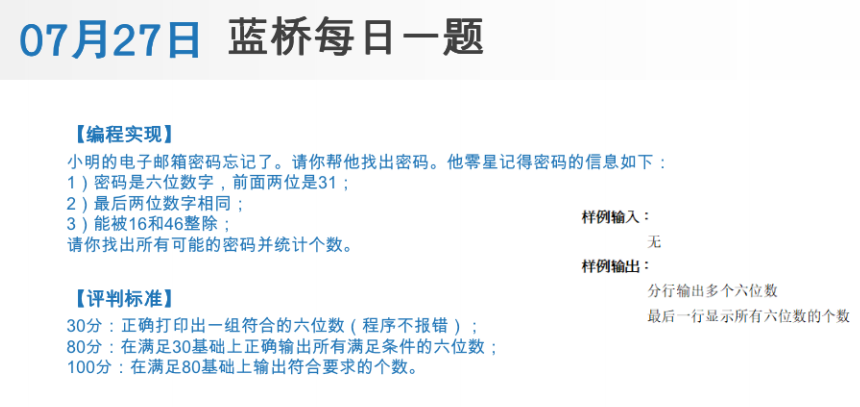 07月27日 蓝桥每日一题
【编程实现】
小明的电子邮箱密码忘记了。请你帮他找出密码。他零星记得密码的信息如下：
1）密码是六位数字，前面两位是31；
2）最后两位数字相同；
3）能被16和46整除；
请你找出所有可能的密码并统计个数。
【评判标准】
30分：正确打印出一组符合的六位数（程序不报错）；
80分：在满足30基础上正确输出所有满足条件的六位数；
100分：在满足80基础上输出符合要求的个数。
样例输入：
无
样例输出：
分行输出多个六位数
最后一行显示所有六位数的个数